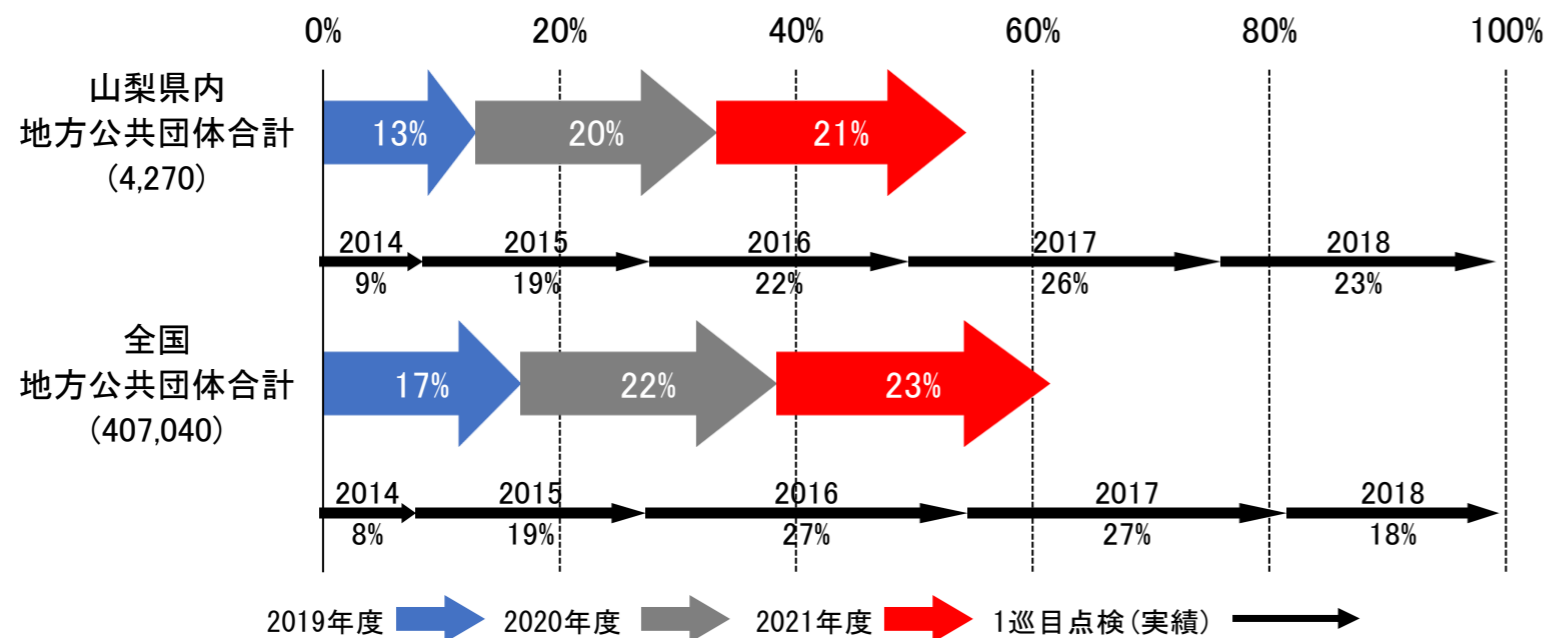 0% 20% 40% 60% 80% 100%
山梨県内
地方公共団体合計
(4,270)
13% 20% 21%
2014 2015 2016 2017 2018
9% 19% 22% 26% 23%
全国
地方公共団体合計
(407,040)
17% 22% 23%
2014 2015 2016 2017 2018
8% 19% 27% 27% 18%
2019年度 2020年度 2021年度 1巡目点検(実績)